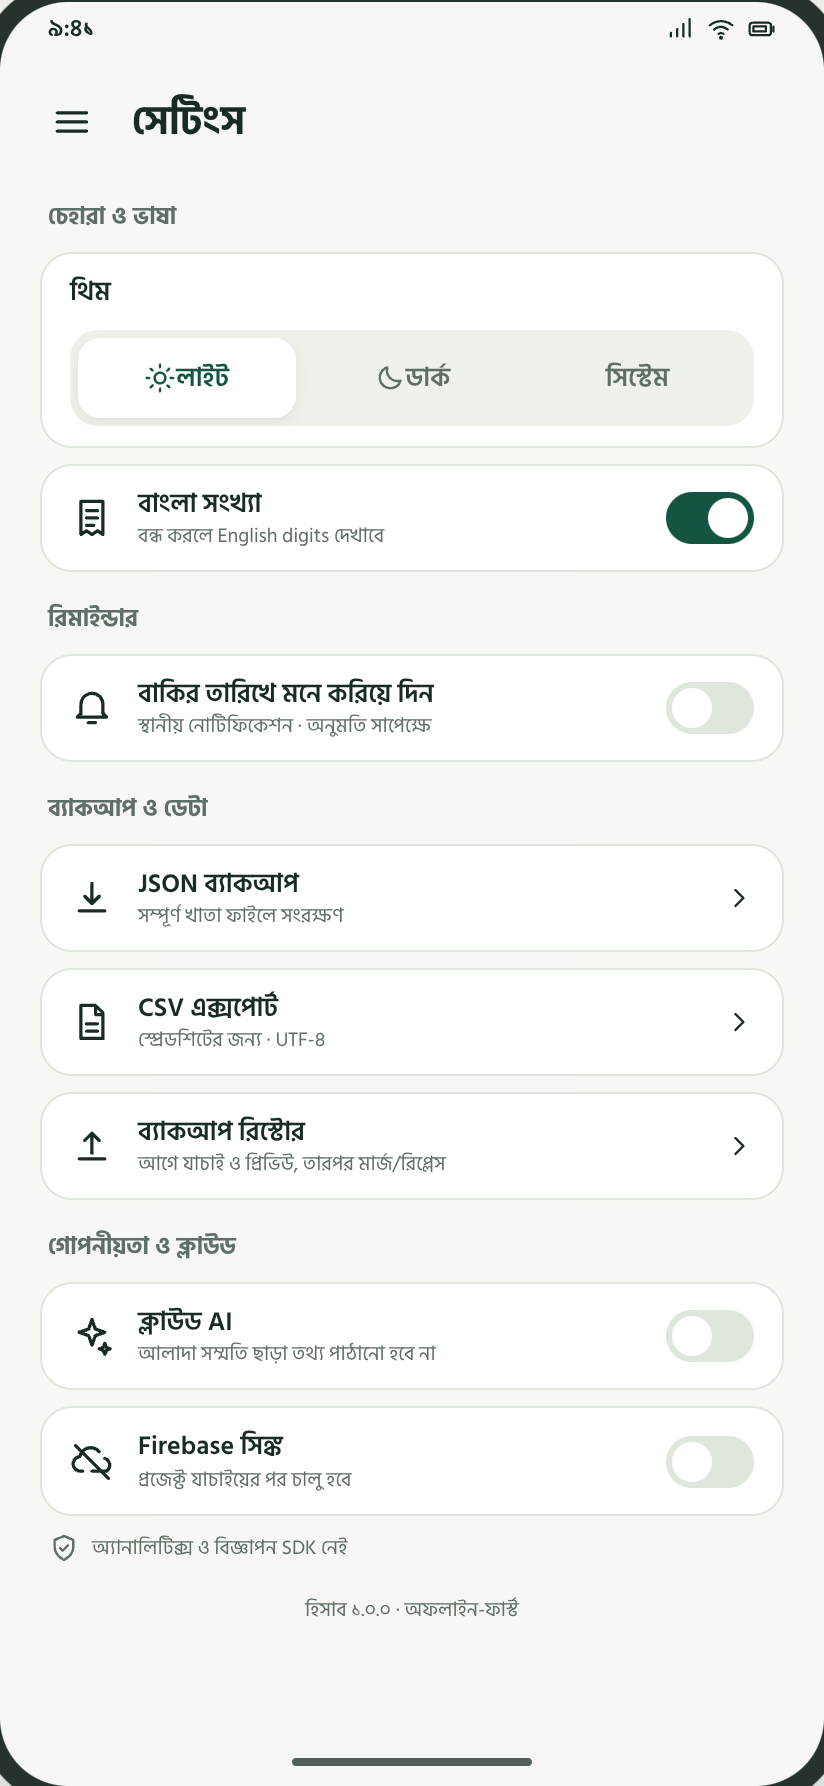 ৯:৪১
সেটিংস
চেহারা ও ভাষা
থিম
লাইট
ডার্ক
সিস্টেম
বাংলা সংখ্যা
বন্ধ করলে English digits দেখাবে
রিমাইন্ডার
বাকির তারিখে মনে করিয়ে দিন
স্থানীয় নোটিফিকেশন · অনুমতি সাপেক্ষে
ব্যাকআপ ও ডেটা
JSON ব্যাকআপ
সম্পূর্ণ খাতা ফাইলে সংরক্ষণ
CSV এক্সপোর্ট
স্প্রেডশিটের জন্য · UTF-8
ব্যাকআপ রিস্টোর
আগে যাচাই ও প্রিভিউ, তারপর মার্জ/রিপ্লেস
গোপনীয়তা ও ক্লাউড
ক্লাউড AI
আলাদা সম্মতি ছাড়া তথ্য পাঠানো হবে না
Firebase সিঙ্ক
প্রজেক্ট যাচাইয়ের পর চালু হবে
অ্যানালিটিক্স ও বিজ্ঞাপন SDK নেই
হিসাব ১.০.০ · অফলাইন-ফার্স্ট